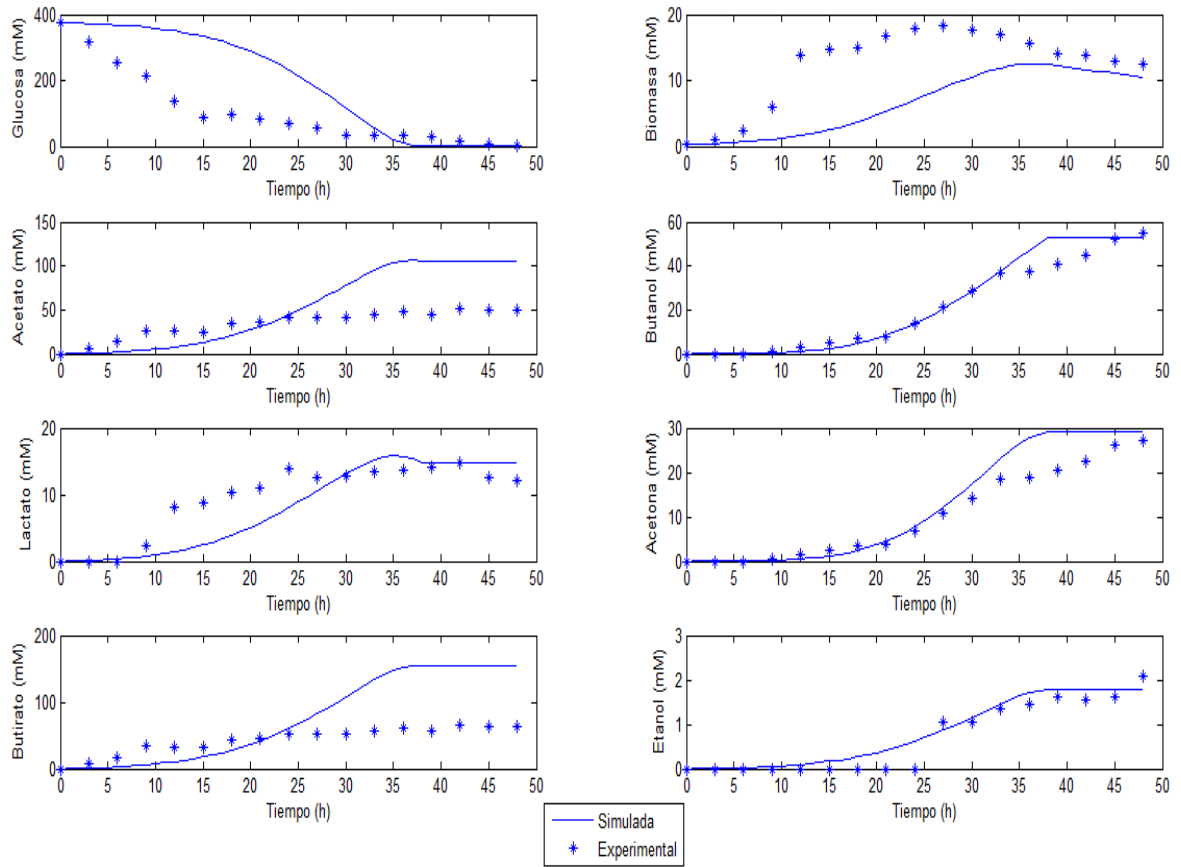 Glucosa (mM)
400
200
0
0 5 10 15 20 25 30 35 40 45 50
Tiempo (h)
Biomasa (mM)
20
10
0
0 5 10 15 20 25 30 35 40 45 50
Tiempo (h)
Acetato (mM)
150
100
50
0
0 5 10 15 20 25 30 35 40 45 50
Tiempo (h)
Butanol (mM)
60
40
20
0
0 5 10 15 20 25 30 35 40 45 50
Tiempo (h)
Lactato (mM)
20
10
0
0 5 10 15 20 25 30 35 40 45 50
Tiempo (h)
Acetona (mM)
30
20
10
0
0 5 10 15 20 25 30 35 40 45 50
Tiempo (h)
Butirato (mM)
200
100
0
0 5 10 15 20 25 30 35 40 45 50
Tiempo (h)
Etanol (mM)
3
2
1
0
0 5 10 15 20 25 30 35 40 45 50
Tiempo (h)
Simulada
Experimental